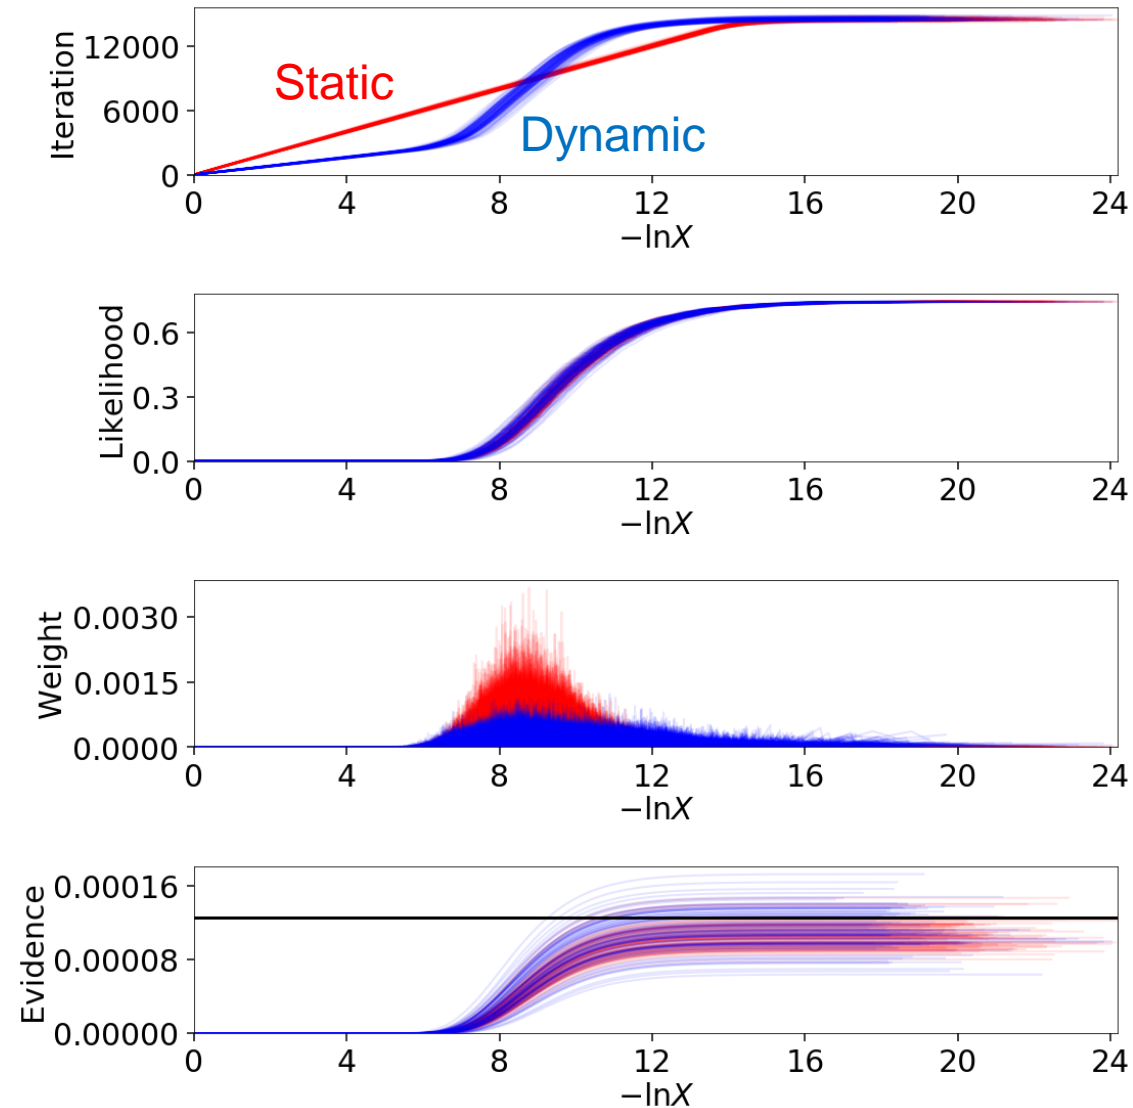 Iteration
12000
6000
0
Static
Dynamic
0 4 8 12 16 20 24
−lnX
Likelihood
0.6
0.3
0.0
0 4 8 12 16 20 24
−lnX
Weight
0.0030
0.0015
0.0000
0 4 8 12 16 20 24
−lnX
Evidence
0.00016
0.00008
0.00000
0 4 8 12 16 20 24
−lnX